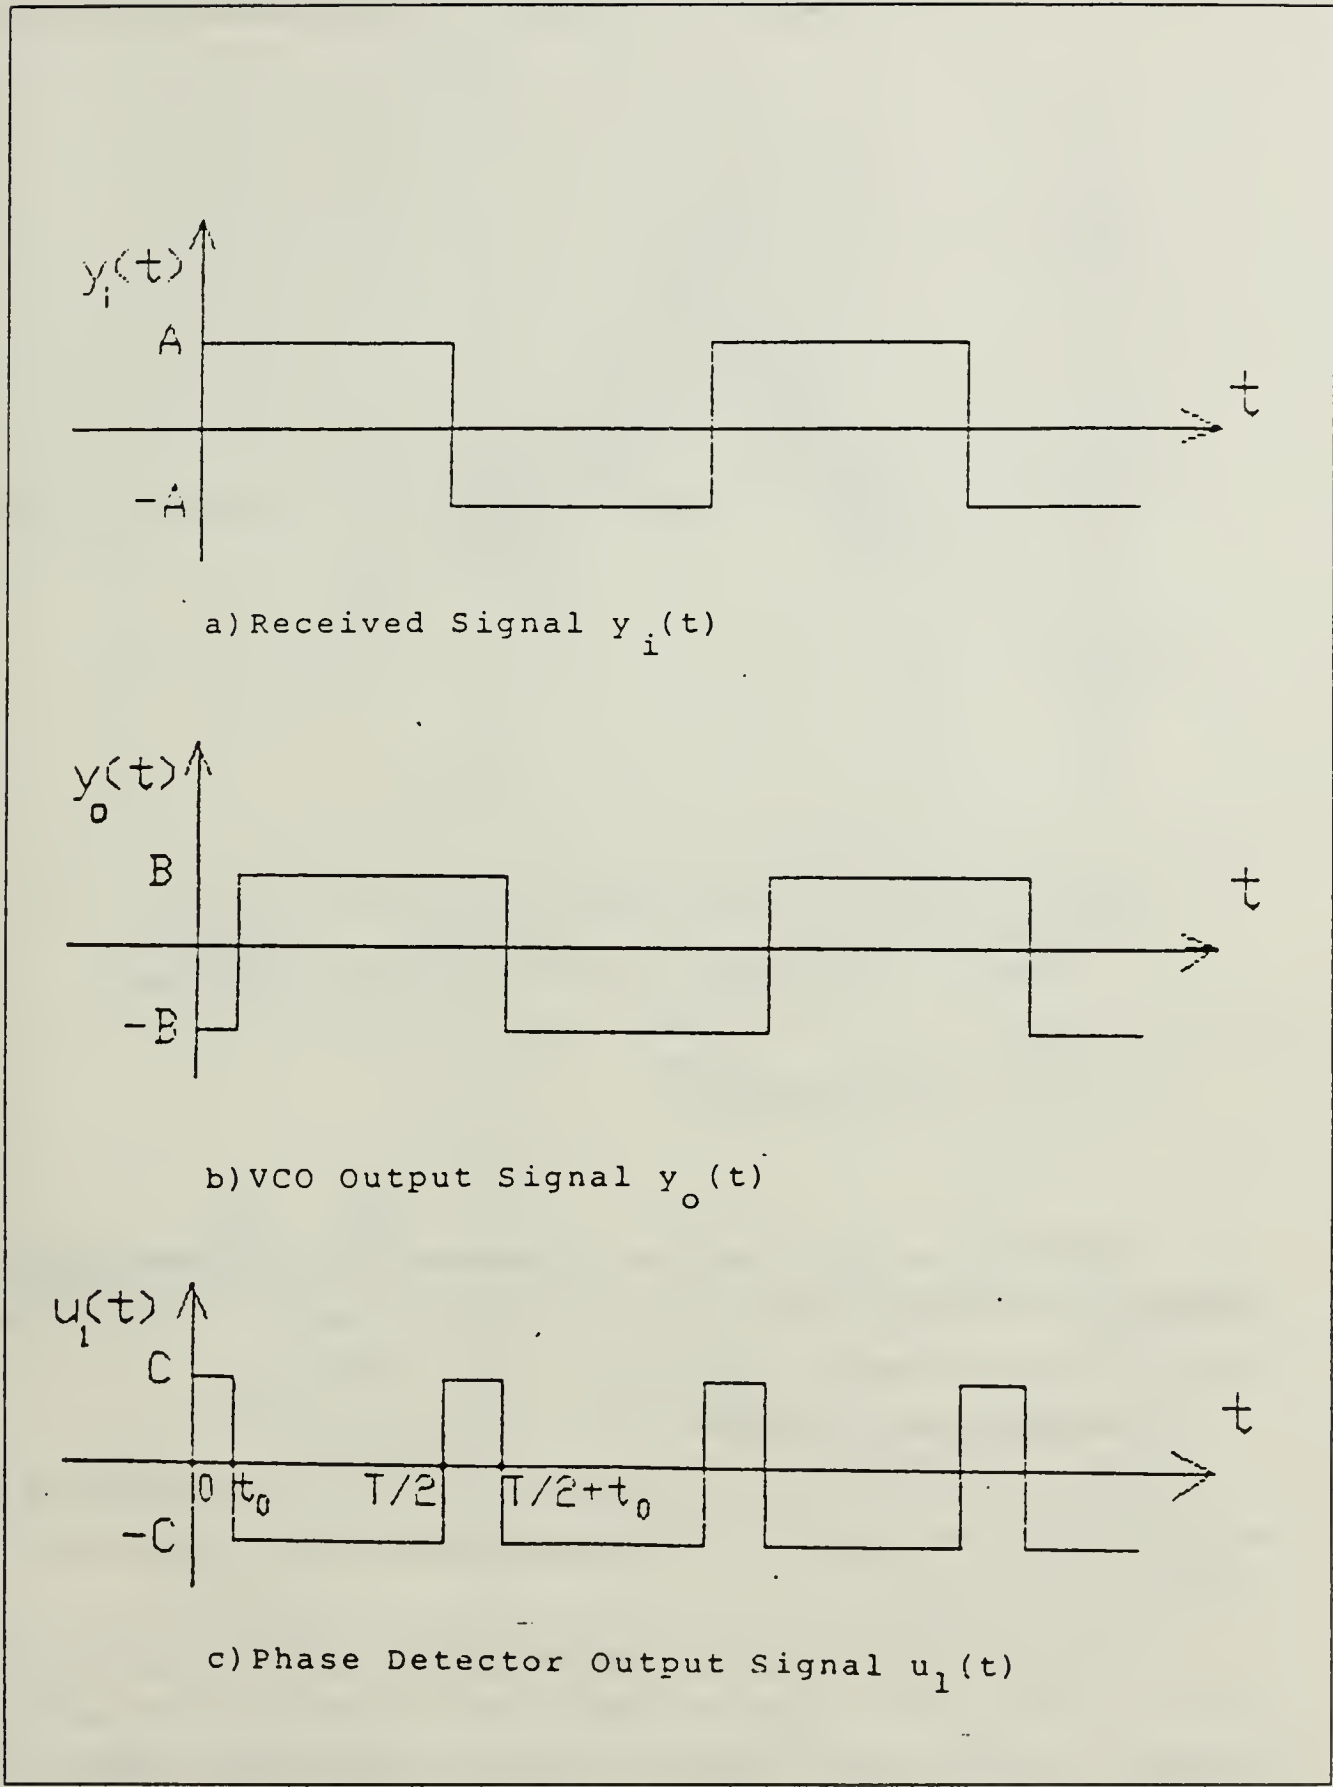 y_i(t)
A
t
-A
a)Received Signal y_i(t)
y_o(t)
B
t
-B
b)VCO Output Signal y_o(t)
u_1(t)
C
t
0 t_0 T/2 T/2+t_0
-C
c)Phase Detector Output Signal u_1(t)